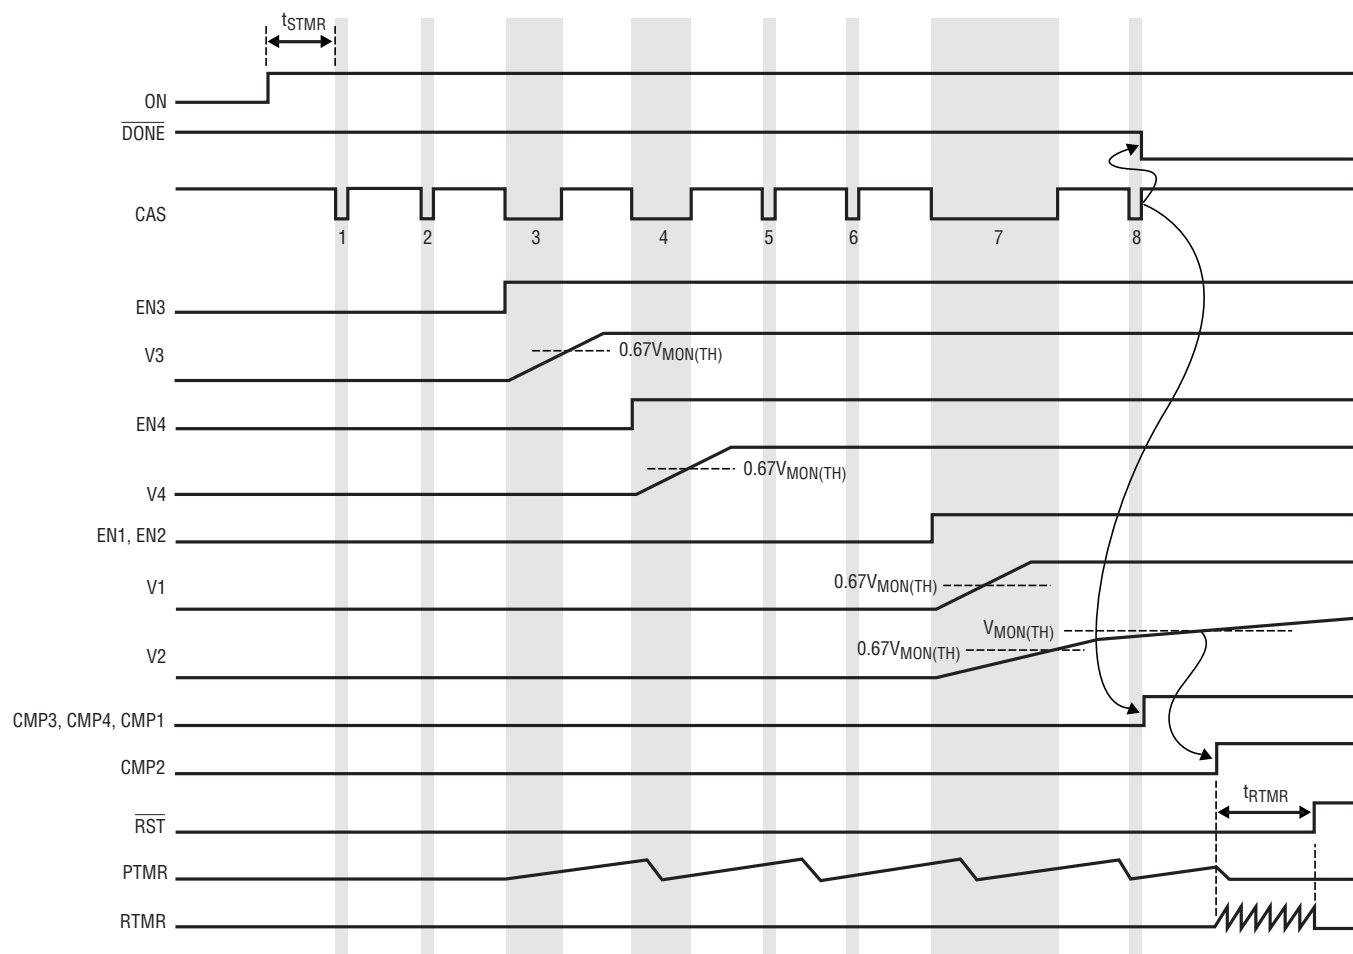 tSTMR
ON
DONE
CAS
1 2 3 4 5 6 7 8
EN3
V3 0.67VMON(TH)
EN4
V4 0.67VMON(TH)
EN1, EN2
V1 0.67VMON(TH)
VMON(TH)
V2 0.67VMON(TH)
CMP3, CMP4, CMP1
CMP2
tRTMR
RST
PTMR
RTMR